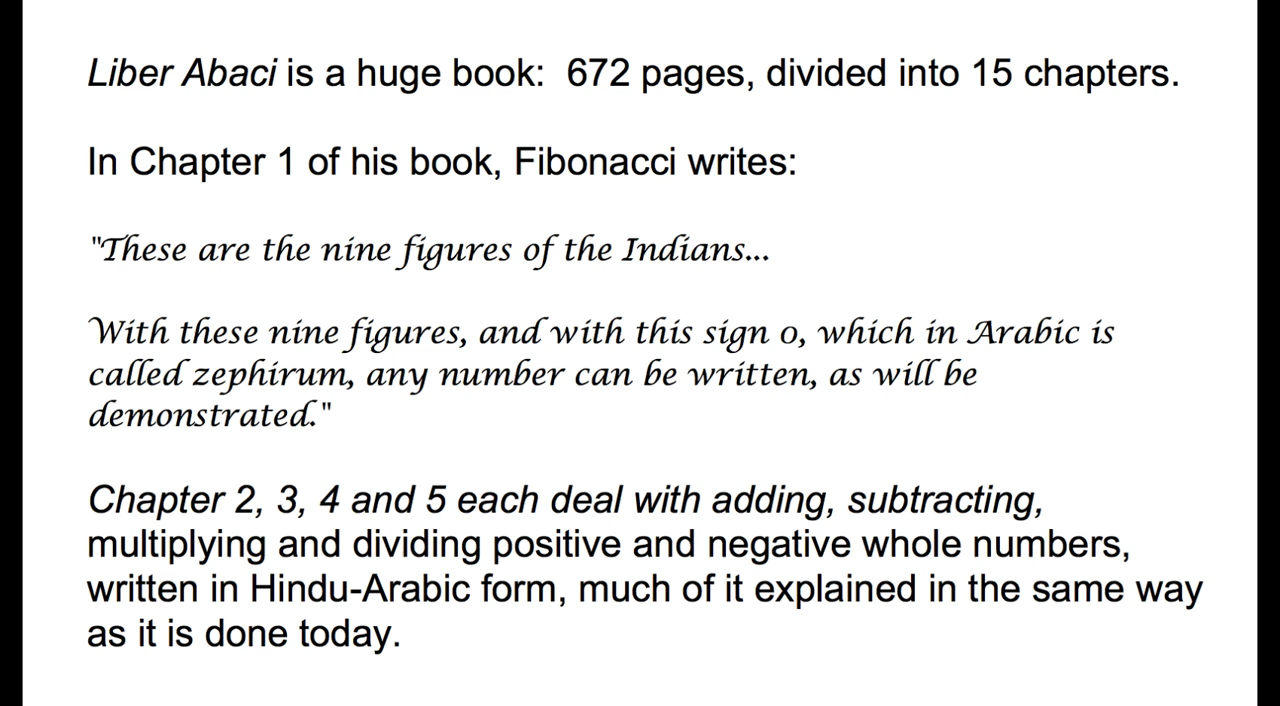 Liber Abaci is a huge book:  672 pages, divided into 15 chapters.
In Chapter 1 of his book, Fibonacci writes:
"These are the nine figures of the Indians...
With these nine figures, and with this sign 0, which in Arabic is
called zephirum, any number can be written, as will be
demonstrated."
Chapter 2, 3, 4 and 5 each deal with adding, subtracting,
multiplying and dividing positive and negative whole numbers,
written in Hindu-Arabic form, much of it explained in the same way
as it is done today.